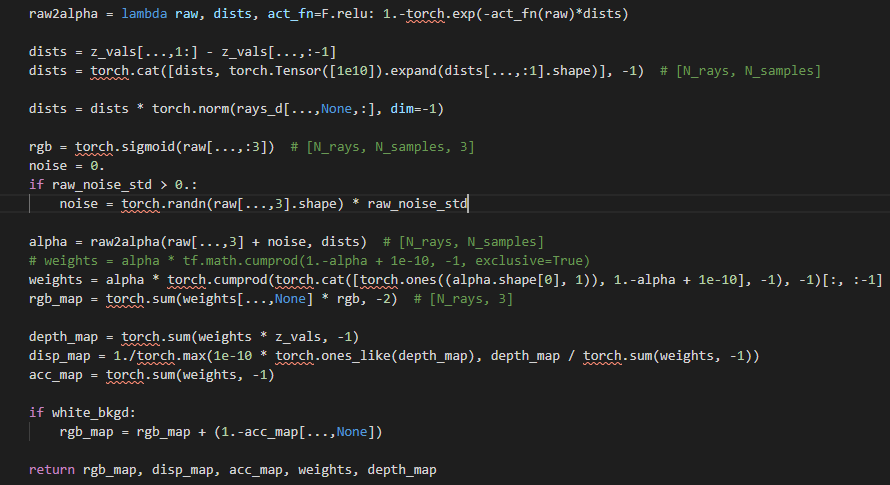 raw2alpha = lambda raw, dists, act_fn=F.relu: 1.-torch.exp(-act_fn(raw)*dists)
dists = z_vals[...,1:] - z_vals[...,:-1]
dists = torch.cat([dists, torch.Tensor([1e10]).expand(dists[...,:1].shape)], -1)  # [N_rays, N_samples]
dists = dists * torch.norm(rays_d[...,None,:], dim=-1)
rgb = torch.sigmoid(raw[...,:3])  # [N_rays, N_samples, 3]
noise = 0.
if raw_noise_std > 0.:
    noise = torch.randn(raw[...,3].shape) * raw_noise_std
alpha = raw2alpha(raw[...,3] + noise, dists)  # [N_rays, N_samples]
# weights = alpha * tf.math.cumprod(1.-alpha + 1e-10, -1, exclusive=True)
weights = alpha * torch.cumprod(torch.cat([torch.ones((alpha.shape[0], 1)), 1.-alpha + 1e-10], -1), -1)[:, :-1]
rgb_map = torch.sum(weights[...,None] * rgb, -2)  # [N_rays, 3]
depth_map = torch.sum(weights * z_vals, -1)
disp_map = 1./torch.max(1e-10 * torch.ones_like(depth_map), depth_map / torch.sum(weights, -1))
acc_map = torch.sum(weights, -1)
if white_bkgd:
    rgb_map = rgb_map + (1.-acc_map[...,None])
return rgb_map, disp_map, acc_map, weights, depth_map